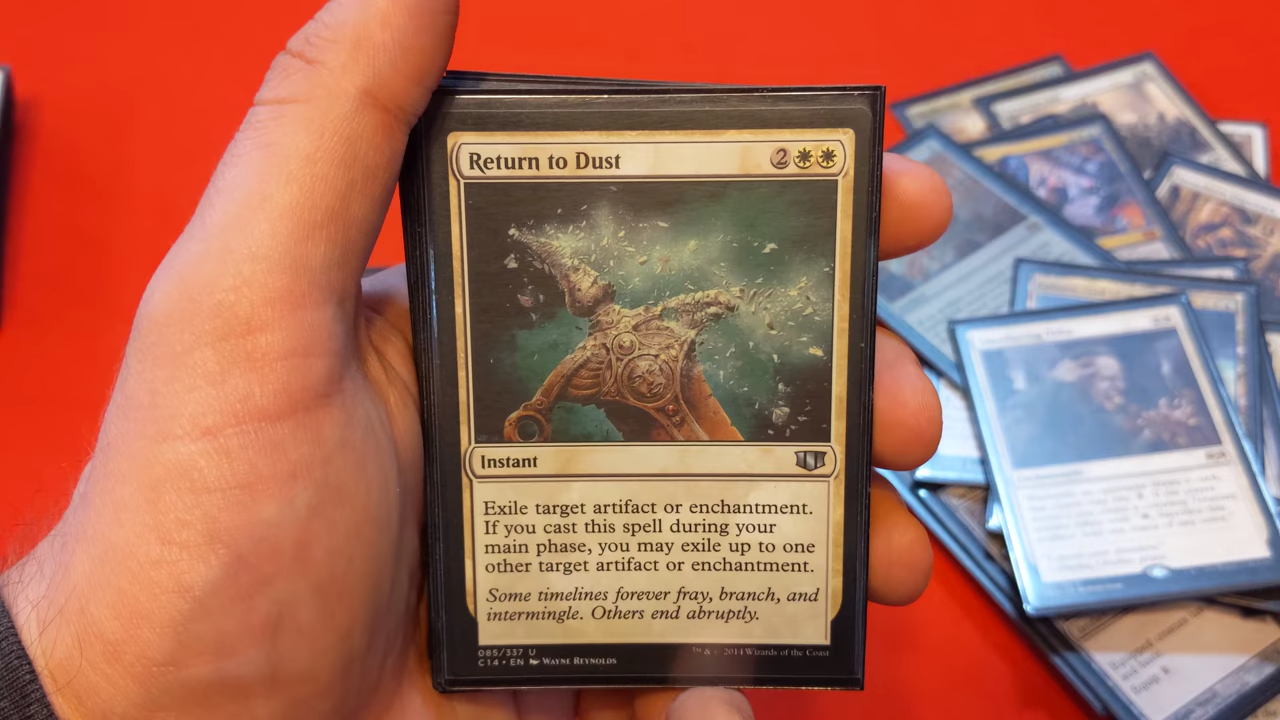 Return to Dust 2
Instant
Exile target artifact or enchantment.
If you cast this spell during your
main phase, you may exile up to one
other target artifact or enchantment.
Some timelines forever fray, branch, and
intermingle. Others end abruptly.
085/337 U
C14 • EN Wayne Reynolds
™ & © 2014 Wizards of the Coast